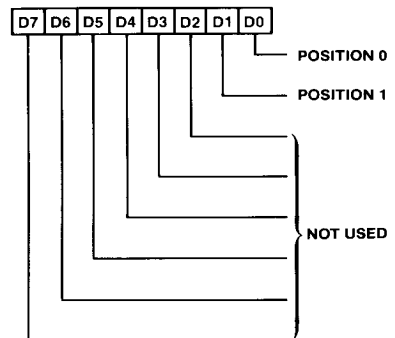 D7 D6 D5 D4 D3 D2 D1 D0
POSITION 0
POSITION 1
NOT USED